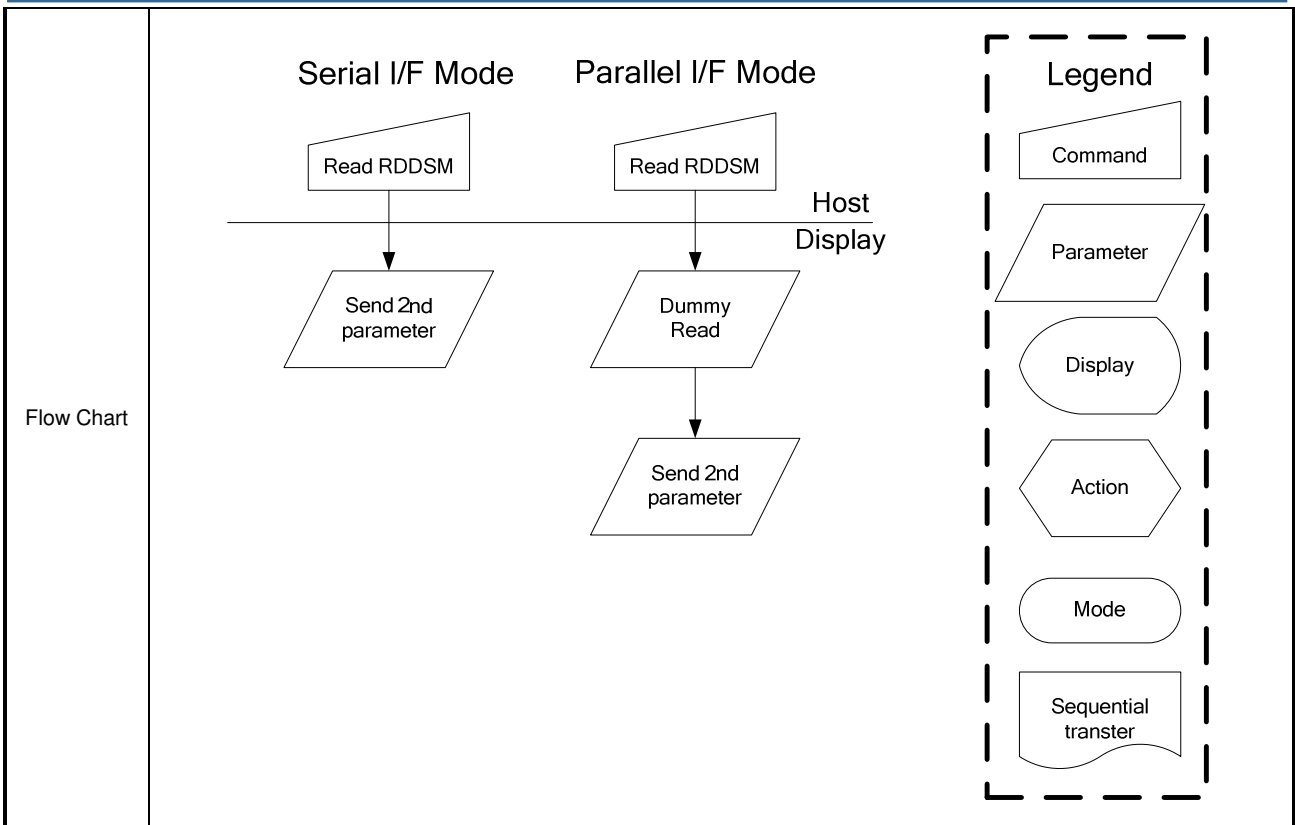 Flow Chart
Serial I/F Mode
Read RDDSM
Send 2nd
parameter
Parallel I/F Mode
Read RDDSM
Host
Display
Dummy
Read
Send 2nd
parameter
Legend
Command
Parameter
Display
Action
Mode
Sequential
transter